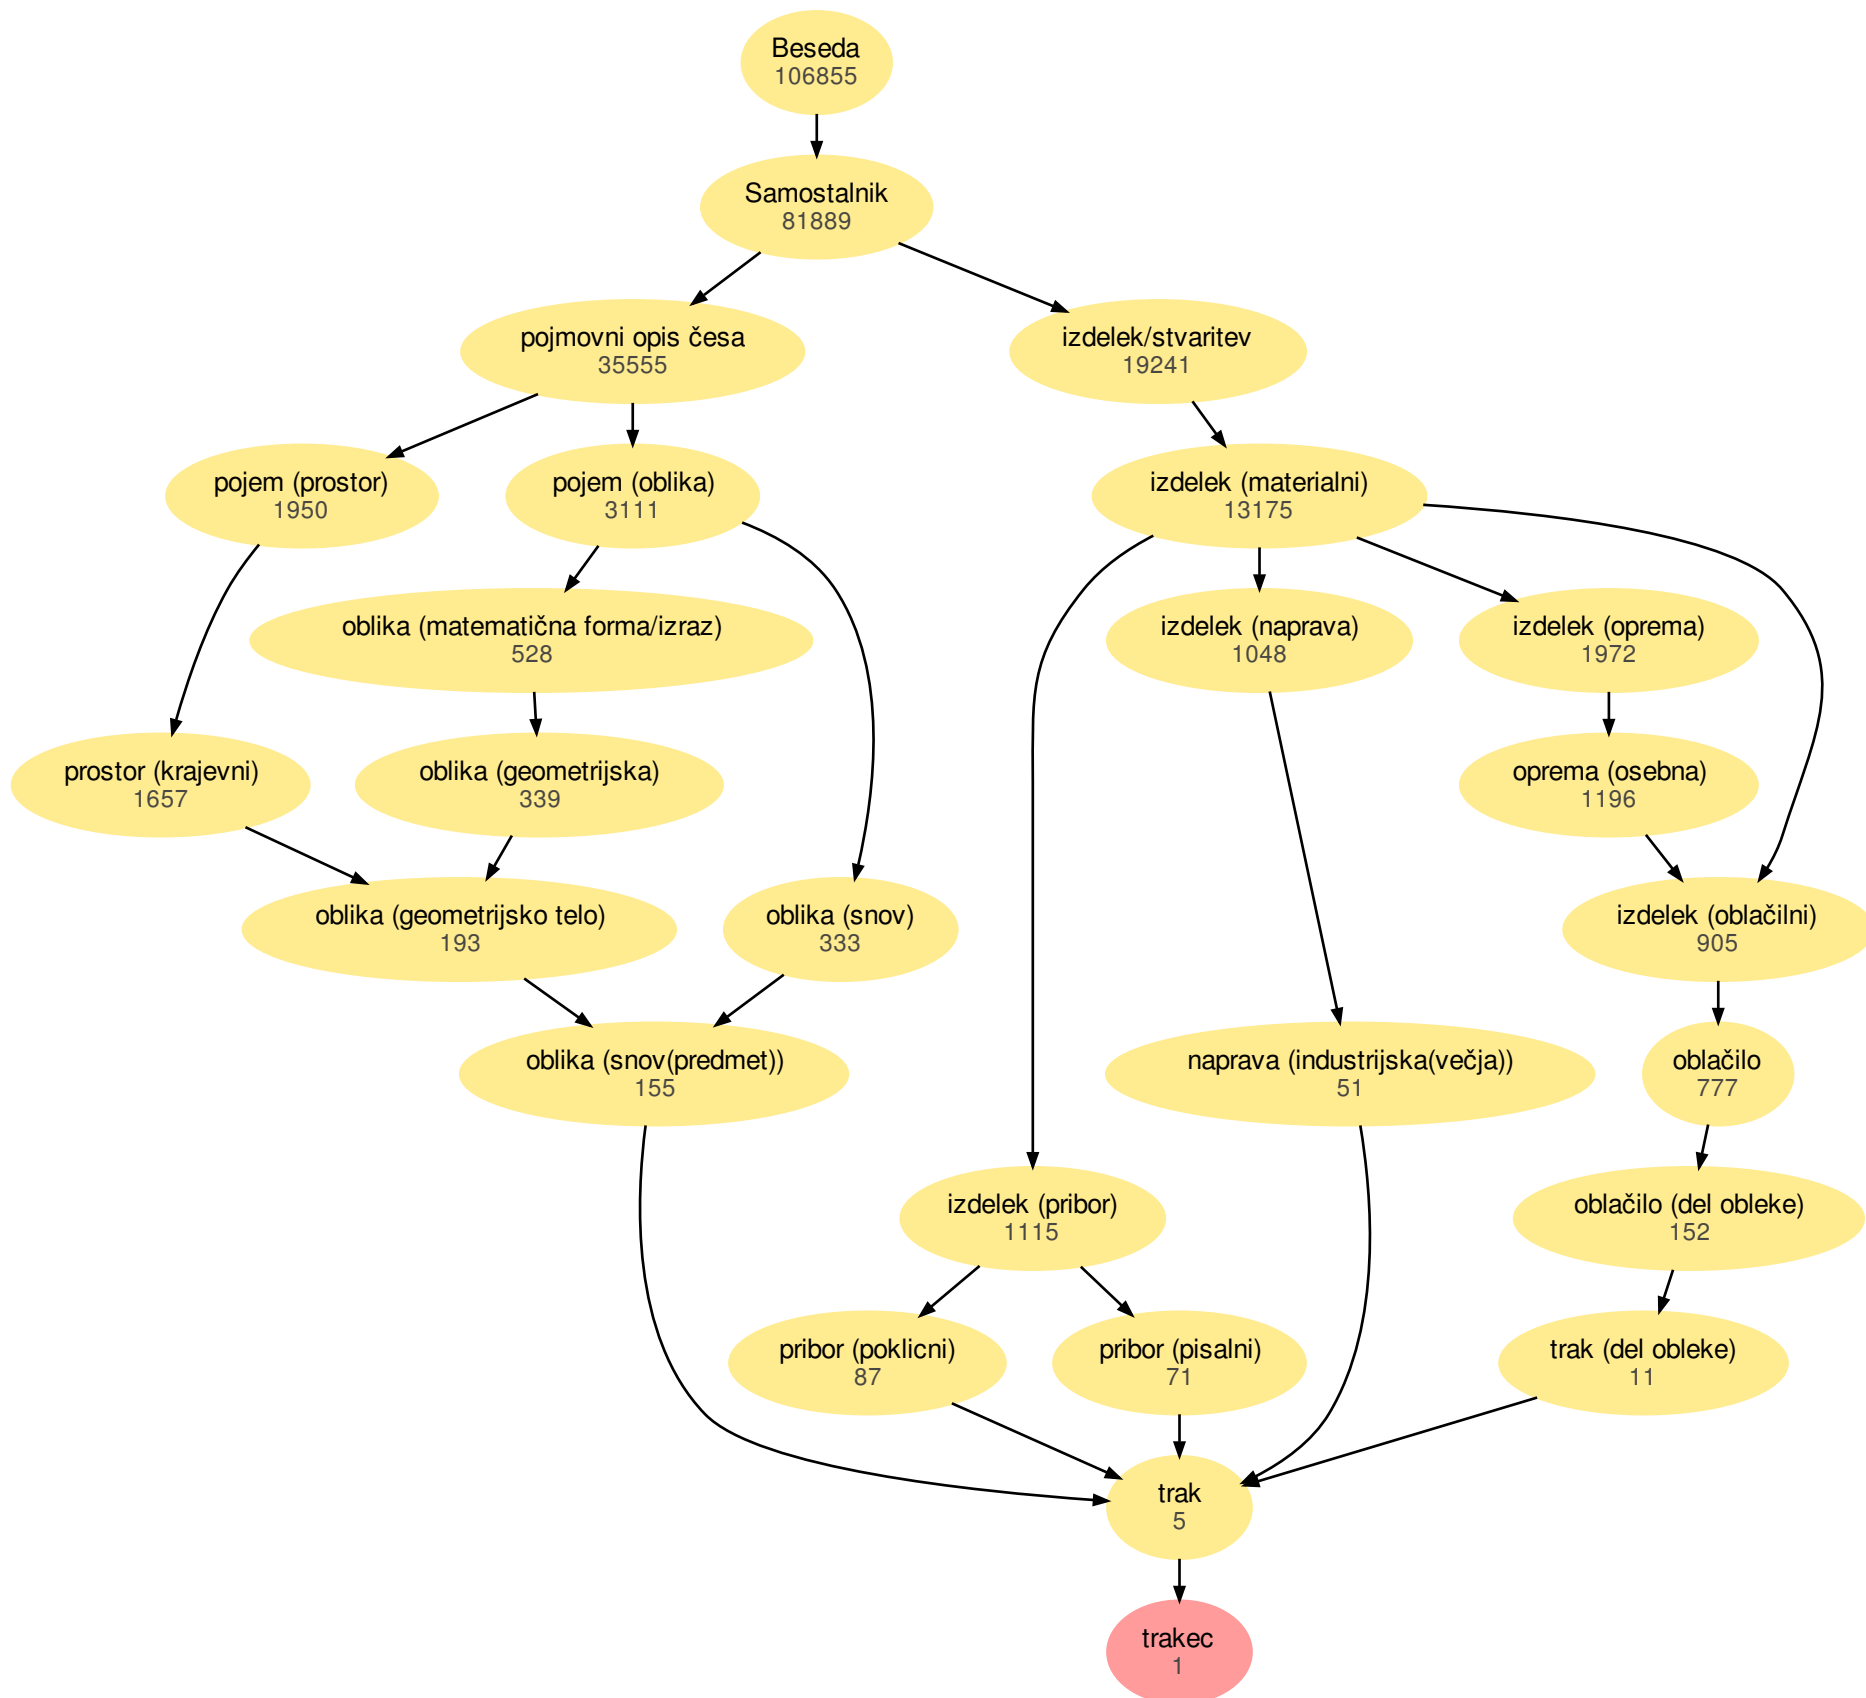 Beseda
106855
Samostalnik
81889
pojmovni opis česa
35555
izdelek/stvaritev
19241
pojem (prostor)
1950
pojem (oblika)
3111
izdelek (materialni)
13175
oblika (matematična forma/izraz)
528
izdelek (naprava)
1048
izdelek (oprema)
1972
prostor (krajevni)
1657
oblika (geometrijska)
339
oprema (osebna)
1196
oblika (geometrijsko telo)
193
oblika (snov)
333
izdelek (oblačilni)
905
oblika (snov(predmet))
155
naprava (industrijska(večja))
51
oblačilo
777
izdelek (pribor)
1115
oblačilo (del obleke)
152
pribor (poklicni)
87
pribor (pisalni)
71
trak (del obleke)
11
trak
5
trakec
1